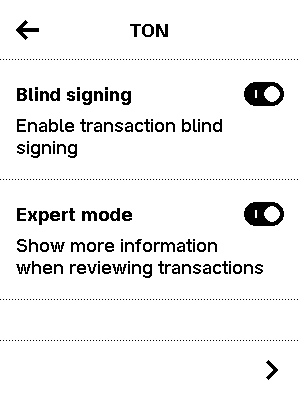 TON
Blind signing
Enable transaction blind
signing
Expert mode
Show more information
when reviewing transactions